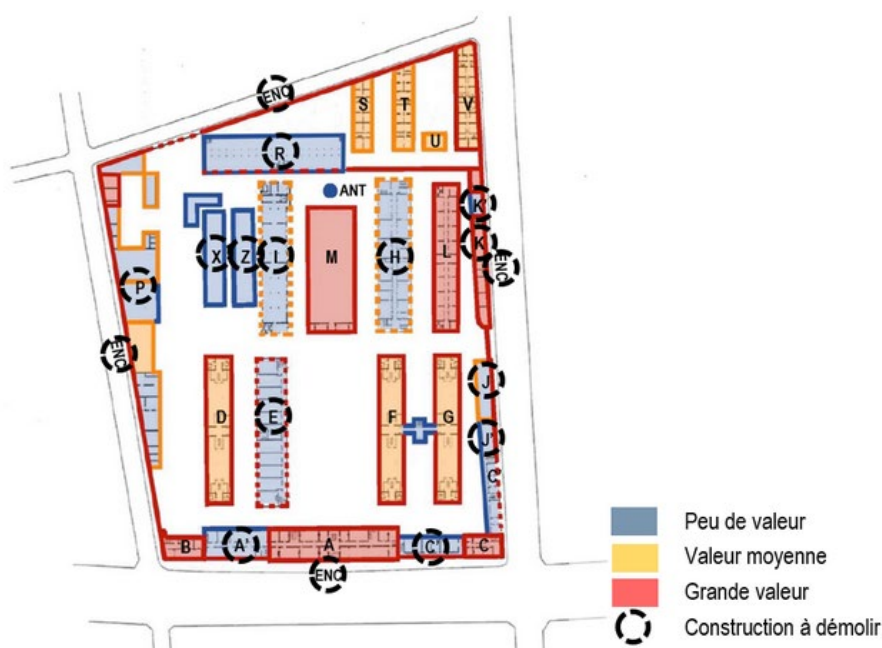 ENC
S
T
V
U
R
ANT
K'
K
X
Z
I
M
H
L
ENC
P
ENC
J
D
E
F
G
J'
C
B
A'
A
C'
C
ENC
Peu de valeur
Valeur moyenne
Grande valeur
Construction à démolir